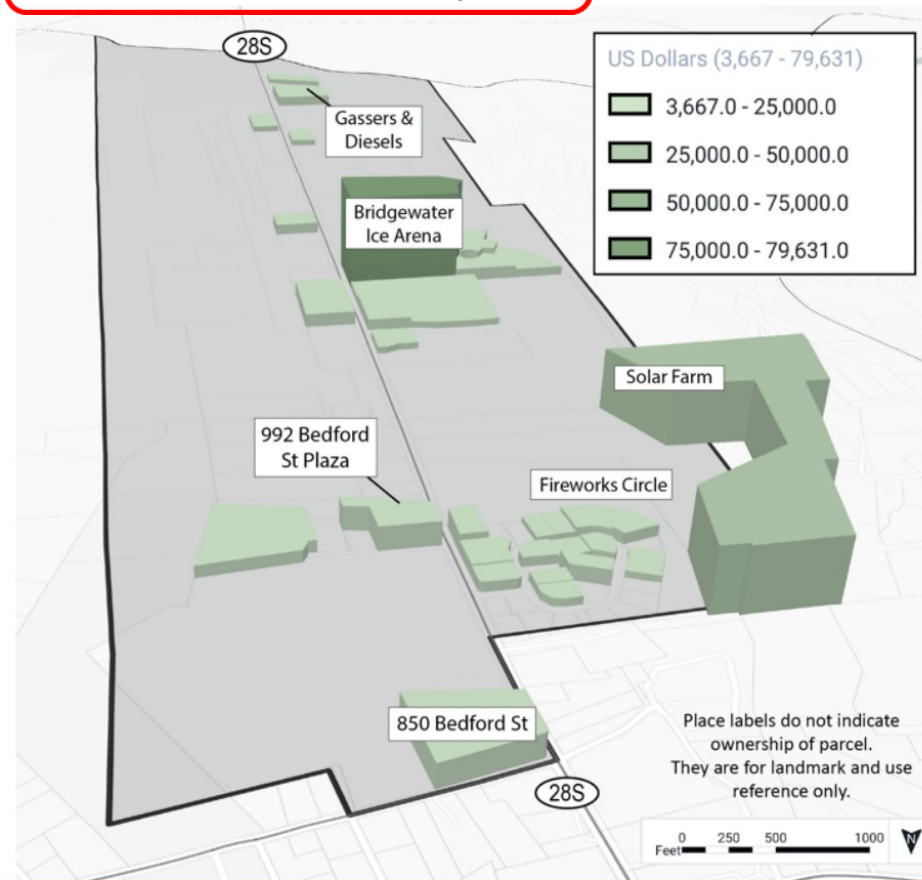 28S
US Dollars (3,667 - 79,631)
3,667.0 - 25,000.0
25,000.0 - 50,000.0
50,000.0 - 75,000.0
75,000.0 - 79,631.0
Gassers &
Diesels
Bridgewater
Ice Arena
Solar Farm
992 Bedford
St Plaza
Fireworks Circle
850 Bedford St
28S
Place labels do not indicate
ownership of parcel.
They are for landmark and use
reference only.
0 250 500 1000
Feet
N